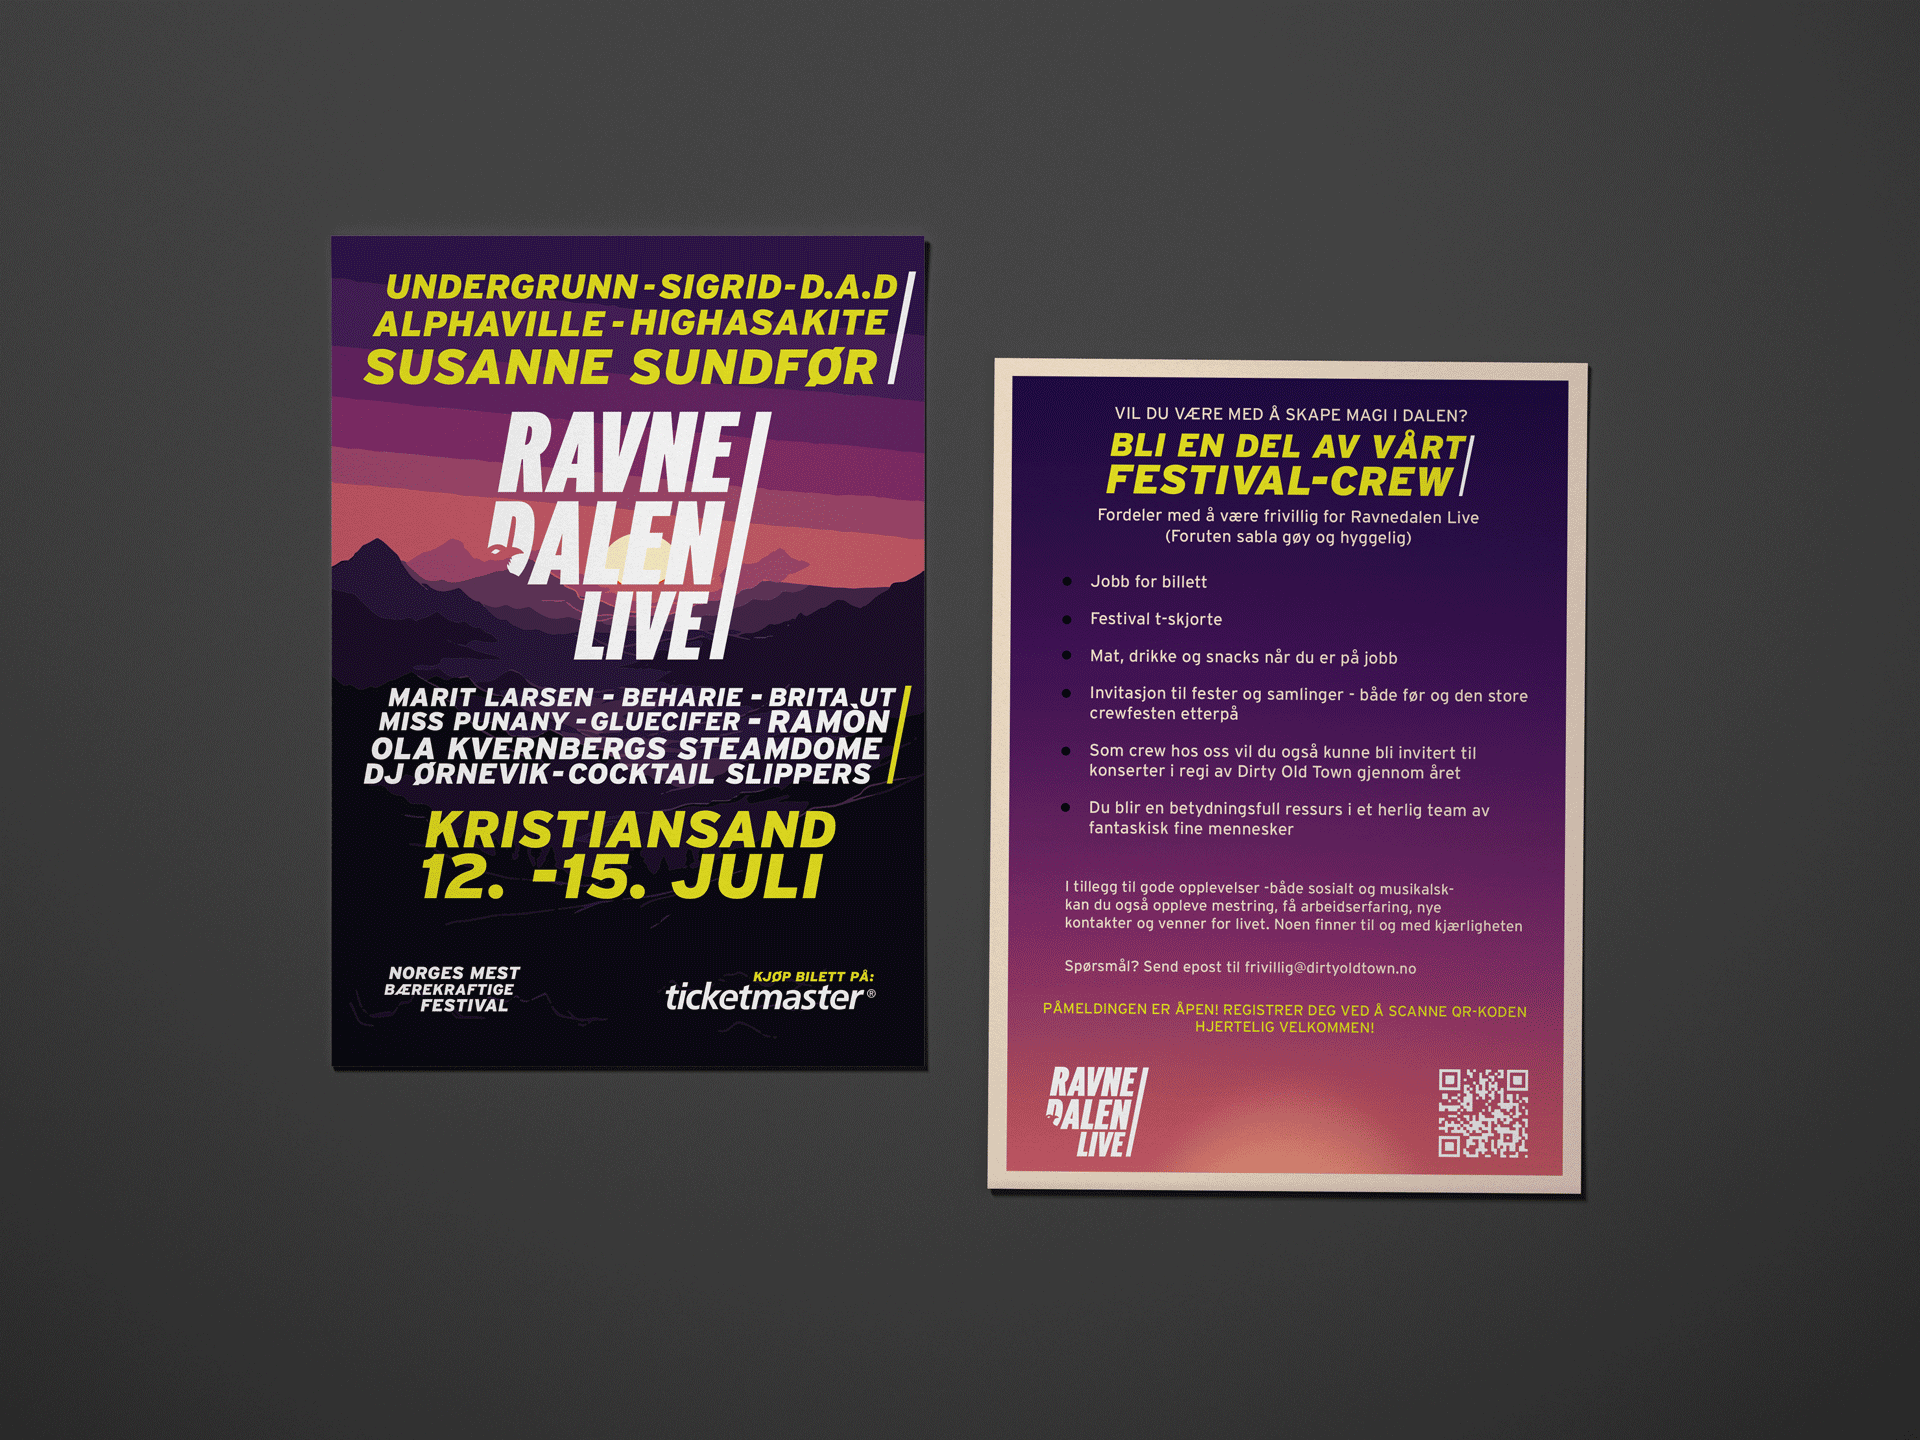 UNDERGRUNN - SIGRID - D.A.D
ALPHAVILLE - HIGHASAKITE
SUSANNE SUNDFØR
RAVNE
DALEN
LIVE
MARIT LARSEN - BEHARIE - BRITA UT
MISS PUNANY - GLUECIFER - RAMÒN
OLA KVERNBERGS STEAMDOME
DJ ØRNEVIK - COCKTAIL SLIPPERS
KRISTIANSAND
12. -15. JULI
NORGES MEST
BÆREKRAFTIGE
FESTIVAL
KJØP BILETT PÅ:
ticketmaster®
VIL DU VÆRE MED Å SKAPE MAGI I DALEN?
BLI EN DEL AV VÅRT
FESTIVAL-CREW
Fordeler med å være frivillig for Ravnedalen Live
(Foruten sabla gøy og hyggelig)
● Jobb for billett
● Festival t-skjorte
● Mat, drikke og snacks når du er på jobb
● Invitasjon til fester og samlinger - både før og den store
crewfesten etterpå
● Som crew hos oss vil du også kunne bli invitert til
konserter i regi av Dirty Old Town gjennom året
● Du blir en betydningsfull ressurs i et herlig team av
fantaskisk fine mennesker
I tillegg til gode opplevelser -både sosialt og musikalsk-
kan du også oppleve mestring, få arbeidserfaring, nye
kontakter og venner for livet. Noen finner til og med kjærligheten
Spørsmål? Send epost til frivillig@dirtyoldtown.no
PÅMELDINGEN ER ÅPEN! REGISTRER DEG VED Å SCANNE QR-KODEN
HJERTELIG VELKOMMEN!
RAVNE
DALEN
LIVE